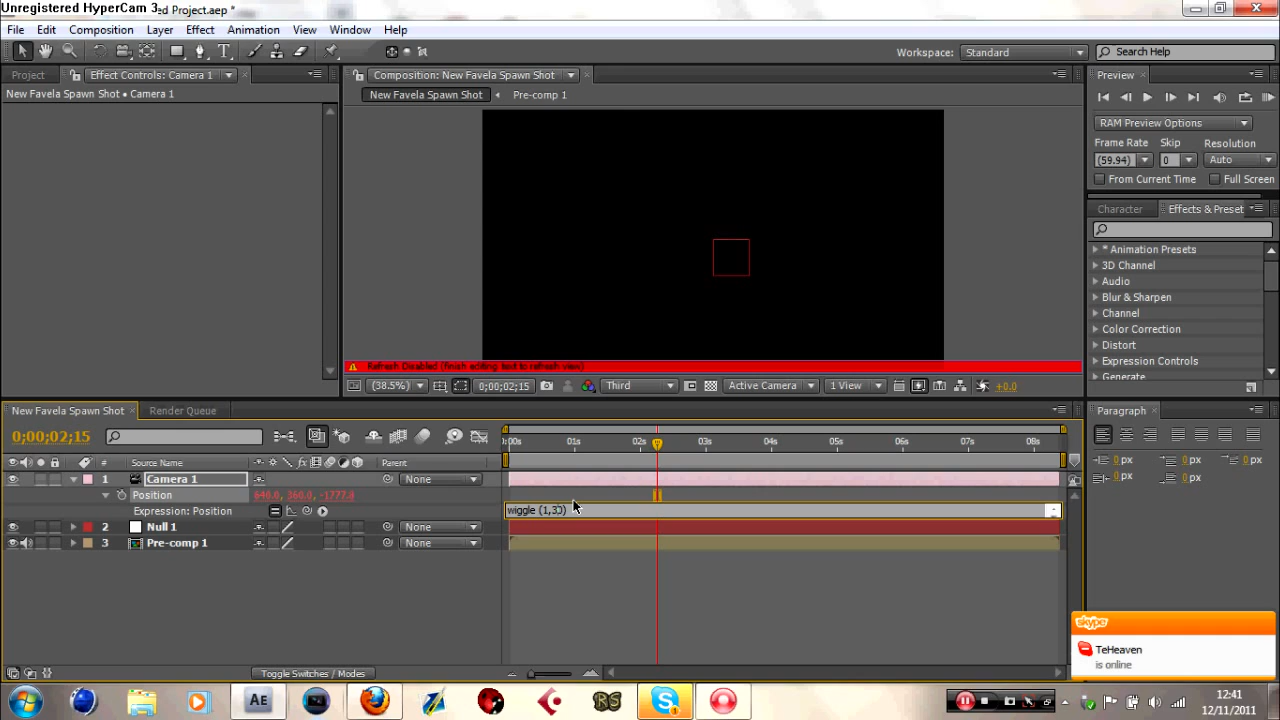 Unregistered HyperCam 3
ed Project.aep *
File Edit Composition Layer Effect Animation View Window Help
Workspace: Standard Search Help
Project Effect Controls: Camera 1 Composition: New Favela Spawn Shot Preview
New Favela Spawn Shot • Camera 1 New Favela Spawn Shot Pre-comp 1
RAM Preview Options
Frame Rate Skip Resolution
(59.94) 0 Auto
From Current Time Full Screen
Character Effects & Preset
* Animation Presets
3D Channel
Audio
Blur & Sharpen
Channel
Color Correction
Distort
Expression Controls
Generate
Refresh Disabled (finish editing text to refresh view)
(38.5%) 0;00;02;15 Third Active Camera 1 View +0.0
New Favela Spawn Shot Render Queue Paragraph
0;00;02;15 :00s 01s 02s 03s 04s 05s 06s 07s 08s
# Source Name Parent
0 px 0 px 0 px
0 px 0 px
1 Camera 1 None
Position 640.0, 360.0, -1777.8
Expression: Position wiggle (1,30)
2 Null 1 None
3 Pre-comp 1 None
Toggle Switches / Modes
skype
TeHeaven
is online
Ae RS S 1
12:41
12/11/2011